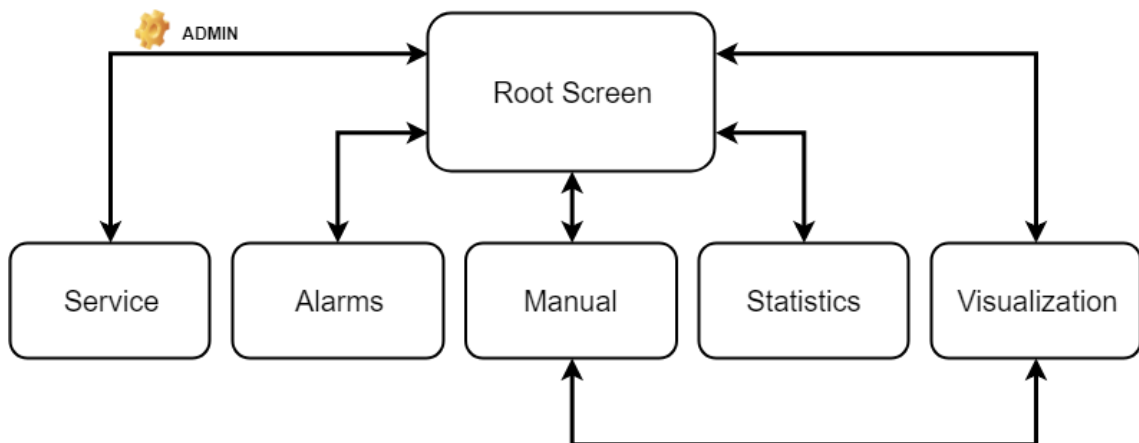 ADMIN
Root Screen
Service
Alarms
Manual
Statistics
Visualization